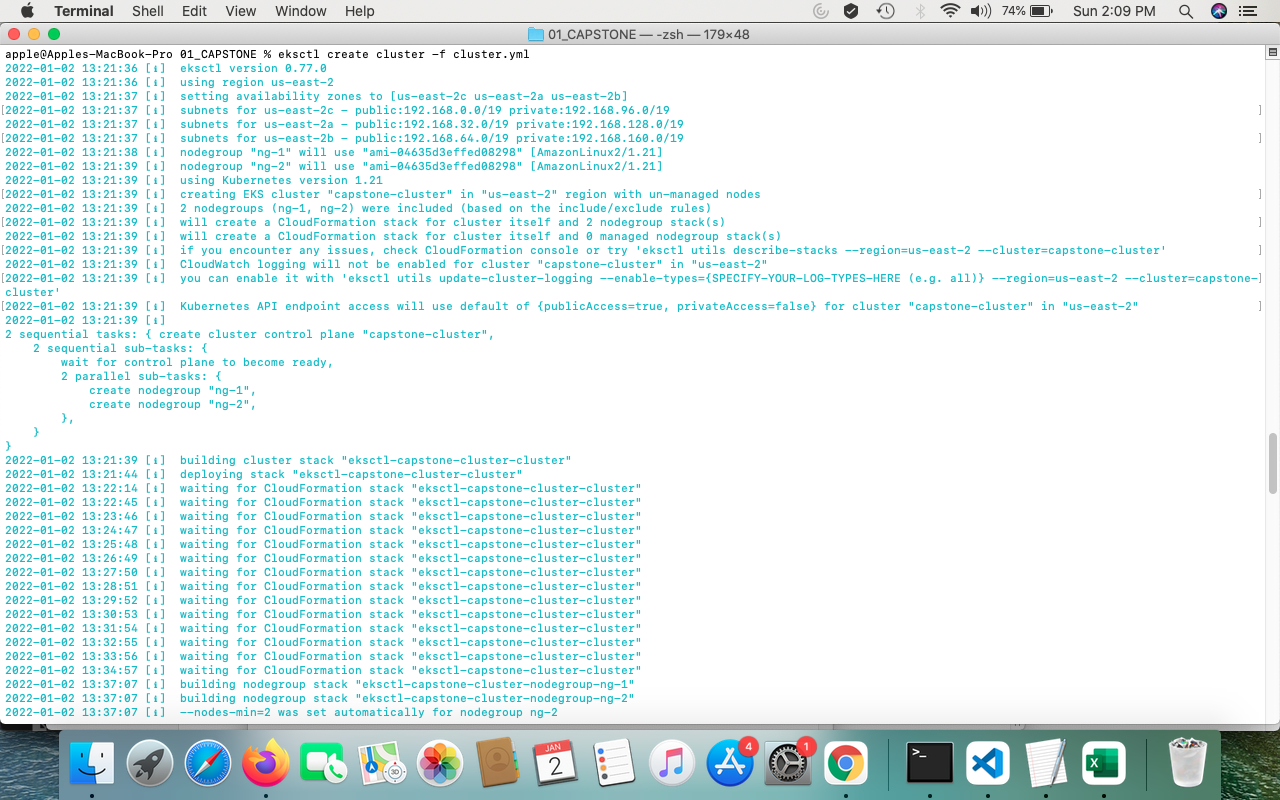 Terminal Shell Edit View Window Help 74% Sun 2:09 PM
01_CAPSTONE — -zsh — 179×48
apple@Apples-MacBook-Pro 01_CAPSTONE % eksctl create cluster -f cluster.yml
2022-01-02 13:21:36 [ℹ]  eksctl version 0.77.0
2022-01-02 13:21:36 [ℹ]  using region us-east-2
2022-01-02 13:21:37 [ℹ]  setting availability zones to [us-east-2c us-east-2a us-east-2b]
[2022-01-02 13:21:37 [ℹ]  subnets for us-east-2c - public:192.168.0.0/19 private:192.168.96.0/19 ]
2022-01-02 13:21:37 [ℹ]  subnets for us-east-2a - public:192.168.32.0/19 private:192.168.128.0/19 ]
[2022-01-02 13:21:37 [ℹ]  subnets for us-east-2b - public:192.168.64.0/19 private:192.168.160.0/19 ]
2022-01-02 13:21:38 [ℹ]  nodegroup "ng-1" will use "ami-04635d3effed08298" [AmazonLinux2/1.21]
2022-01-02 13:21:39 [ℹ]  nodegroup "ng-2" will use "ami-04635d3effed08298" [AmazonLinux2/1.21]
2022-01-02 13:21:39 [ℹ]  using Kubernetes version 1.21
[2022-01-02 13:21:39 [ℹ]  creating EKS cluster "capstone-cluster" in "us-east-2" region with un-managed nodes ]
2022-01-02 13:21:39 [ℹ]  2 nodegroups (ng-1, ng-2) were included (based on the include/exclude rules)
[2022-01-02 13:21:39 [ℹ]  will create a CloudFormation stack for cluster itself and 2 nodegroup stack(s) ]
2022-01-02 13:21:39 [ℹ]  will create a CloudFormation stack for cluster itself and 0 managed nodegroup stack(s)
[2022-01-02 13:21:39 [ℹ]  if you encounter any issues, check CloudFormation console or try 'eksctl utils describe-stacks --region=us-east-2 --cluster=capstone-cluster' ]
2022-01-02 13:21:39 [ℹ]  CloudWatch logging will not be enabled for cluster "capstone-cluster" in "us-east-2"
[2022-01-02 13:21:39 [ℹ]  you can enable it with 'eksctl utils update-cluster-logging --enable-types={SPECIFY-YOUR-LOG-TYPES-HERE (e.g. all)} --region=us-east-2 --cluster=capstone-]
cluster'
[2022-01-02 13:21:39 [ℹ]  Kubernetes API endpoint access will use default of {publicAccess=true, privateAccess=false} for cluster "capstone-cluster" in "us-east-2" ]
2022-01-02 13:21:39 [ℹ]
2 sequential tasks: { create cluster control plane "capstone-cluster",
    2 sequential sub-tasks: {
        wait for control plane to become ready,
        2 parallel sub-tasks: {
            create nodegroup "ng-1",
            create nodegroup "ng-2",
        },
    }
}
2022-01-02 13:21:39 [ℹ]  building cluster stack "eksctl-capstone-cluster-cluster"
2022-01-02 13:21:44 [ℹ]  deploying stack "eksctl-capstone-cluster-cluster"
2022-01-02 13:22:14 [ℹ]  waiting for CloudFormation stack "eksctl-capstone-cluster-cluster"
2022-01-02 13:22:45 [ℹ]  waiting for CloudFormation stack "eksctl-capstone-cluster-cluster"
2022-01-02 13:23:46 [ℹ]  waiting for CloudFormation stack "eksctl-capstone-cluster-cluster"
2022-01-02 13:24:47 [ℹ]  waiting for CloudFormation stack "eksctl-capstone-cluster-cluster"
2022-01-02 13:25:48 [ℹ]  waiting for CloudFormation stack "eksctl-capstone-cluster-cluster"
2022-01-02 13:26:49 [ℹ]  waiting for CloudFormation stack "eksctl-capstone-cluster-cluster"
2022-01-02 13:27:50 [ℹ]  waiting for CloudFormation stack "eksctl-capstone-cluster-cluster"
2022-01-02 13:28:51 [ℹ]  waiting for CloudFormation stack "eksctl-capstone-cluster-cluster"
2022-01-02 13:29:52 [ℹ]  waiting for CloudFormation stack "eksctl-capstone-cluster-cluster"
2022-01-02 13:30:53 [ℹ]  waiting for CloudFormation stack "eksctl-capstone-cluster-cluster"
2022-01-02 13:31:54 [ℹ]  waiting for CloudFormation stack "eksctl-capstone-cluster-cluster"
2022-01-02 13:32:55 [ℹ]  waiting for CloudFormation stack "eksctl-capstone-cluster-cluster"
2022-01-02 13:33:56 [ℹ]  waiting for CloudFormation stack "eksctl-capstone-cluster-cluster"
2022-01-02 13:34:57 [ℹ]  waiting for CloudFormation stack "eksctl-capstone-cluster-cluster"
2022-01-02 13:37:07 [ℹ]  building nodegroup stack "eksctl-capstone-cluster-nodegroup-ng-1"
2022-01-02 13:37:07 [ℹ]  building nodegroup stack "eksctl-capstone-cluster-nodegroup-ng-2"
2022-01-02 13:37:07 [ℹ]  --nodes-min=2 was set automatically for nodegroup ng-2
3D
JAN
2
4
1
>_
X